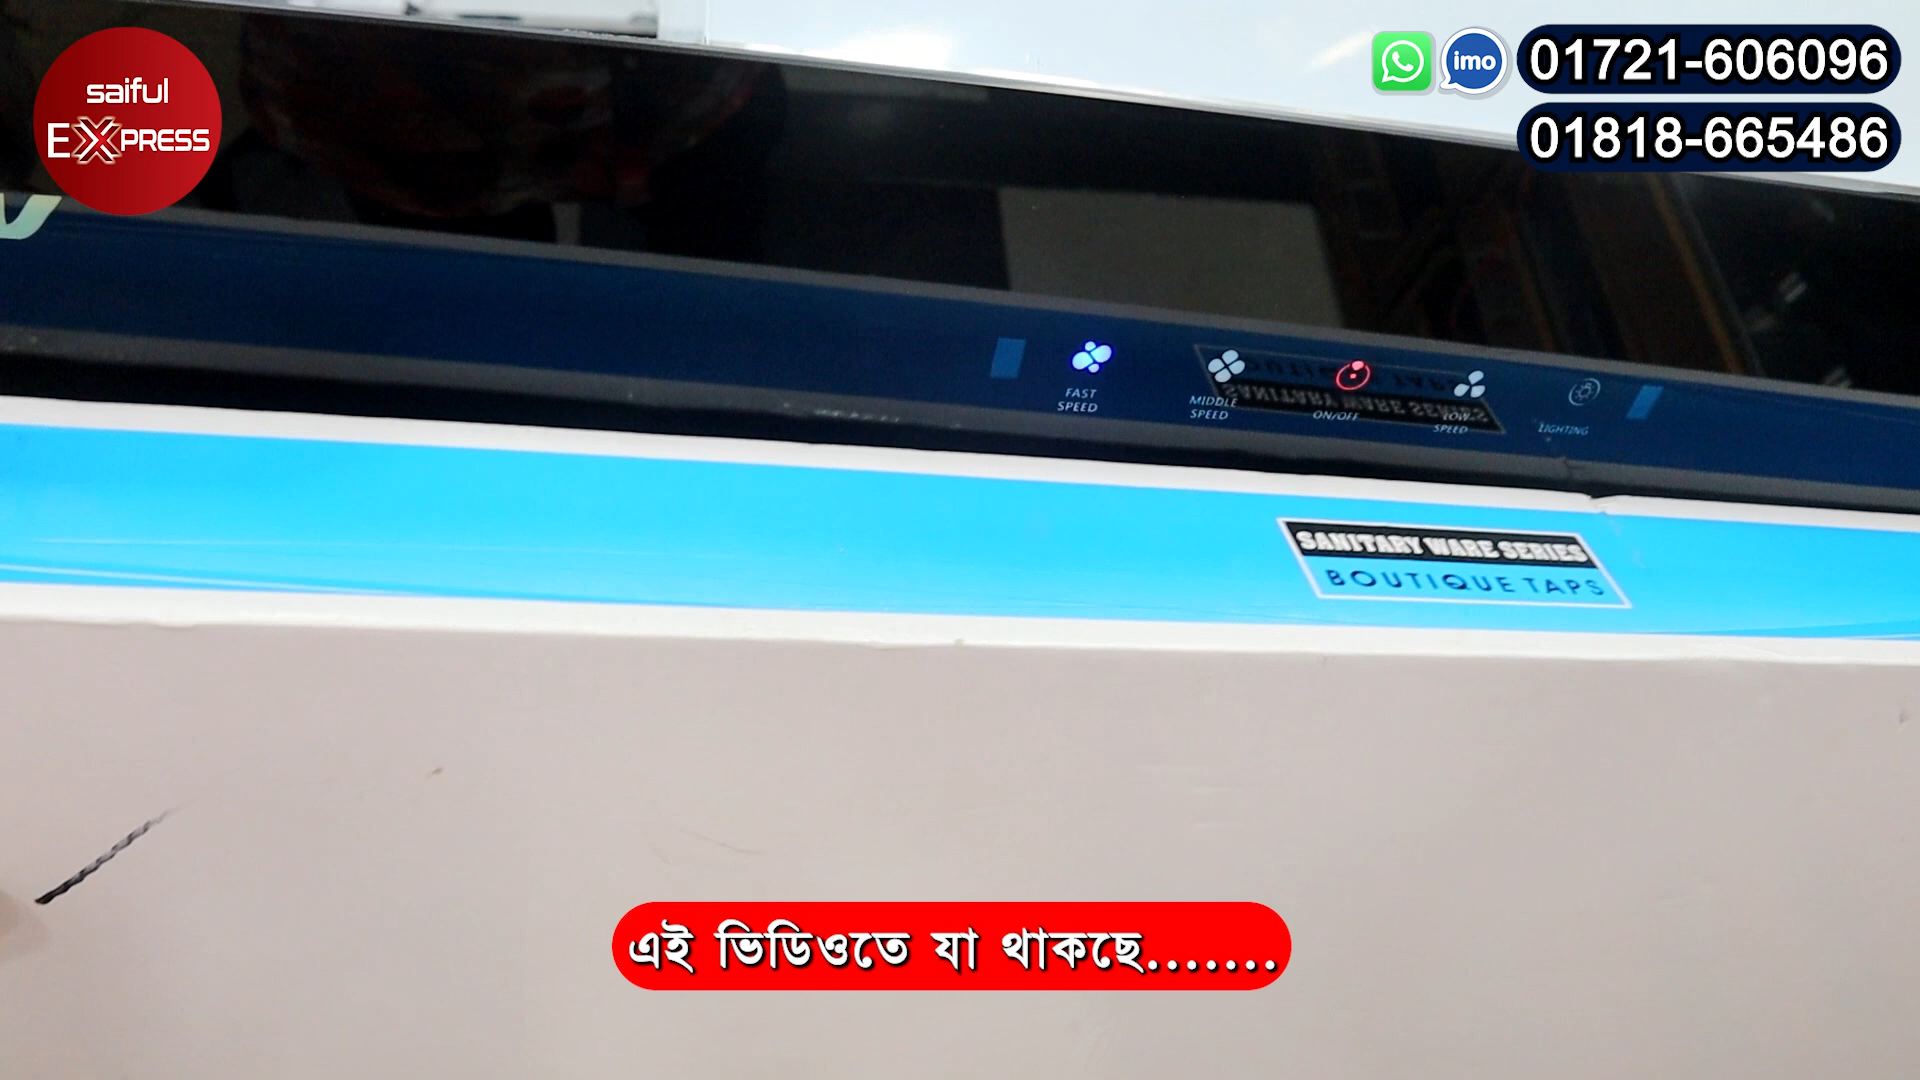 saiful
EXPRESS
imo
01721-606096
01818-665486
FAST
SPEED
MIDDLE
SPEED
ON/OFF
LOW
SPEED
LIGHTING
SANITARY WARE SERIES
BOUTIQUE TAPS
এই ভিডিওতে যা থাকছে.......